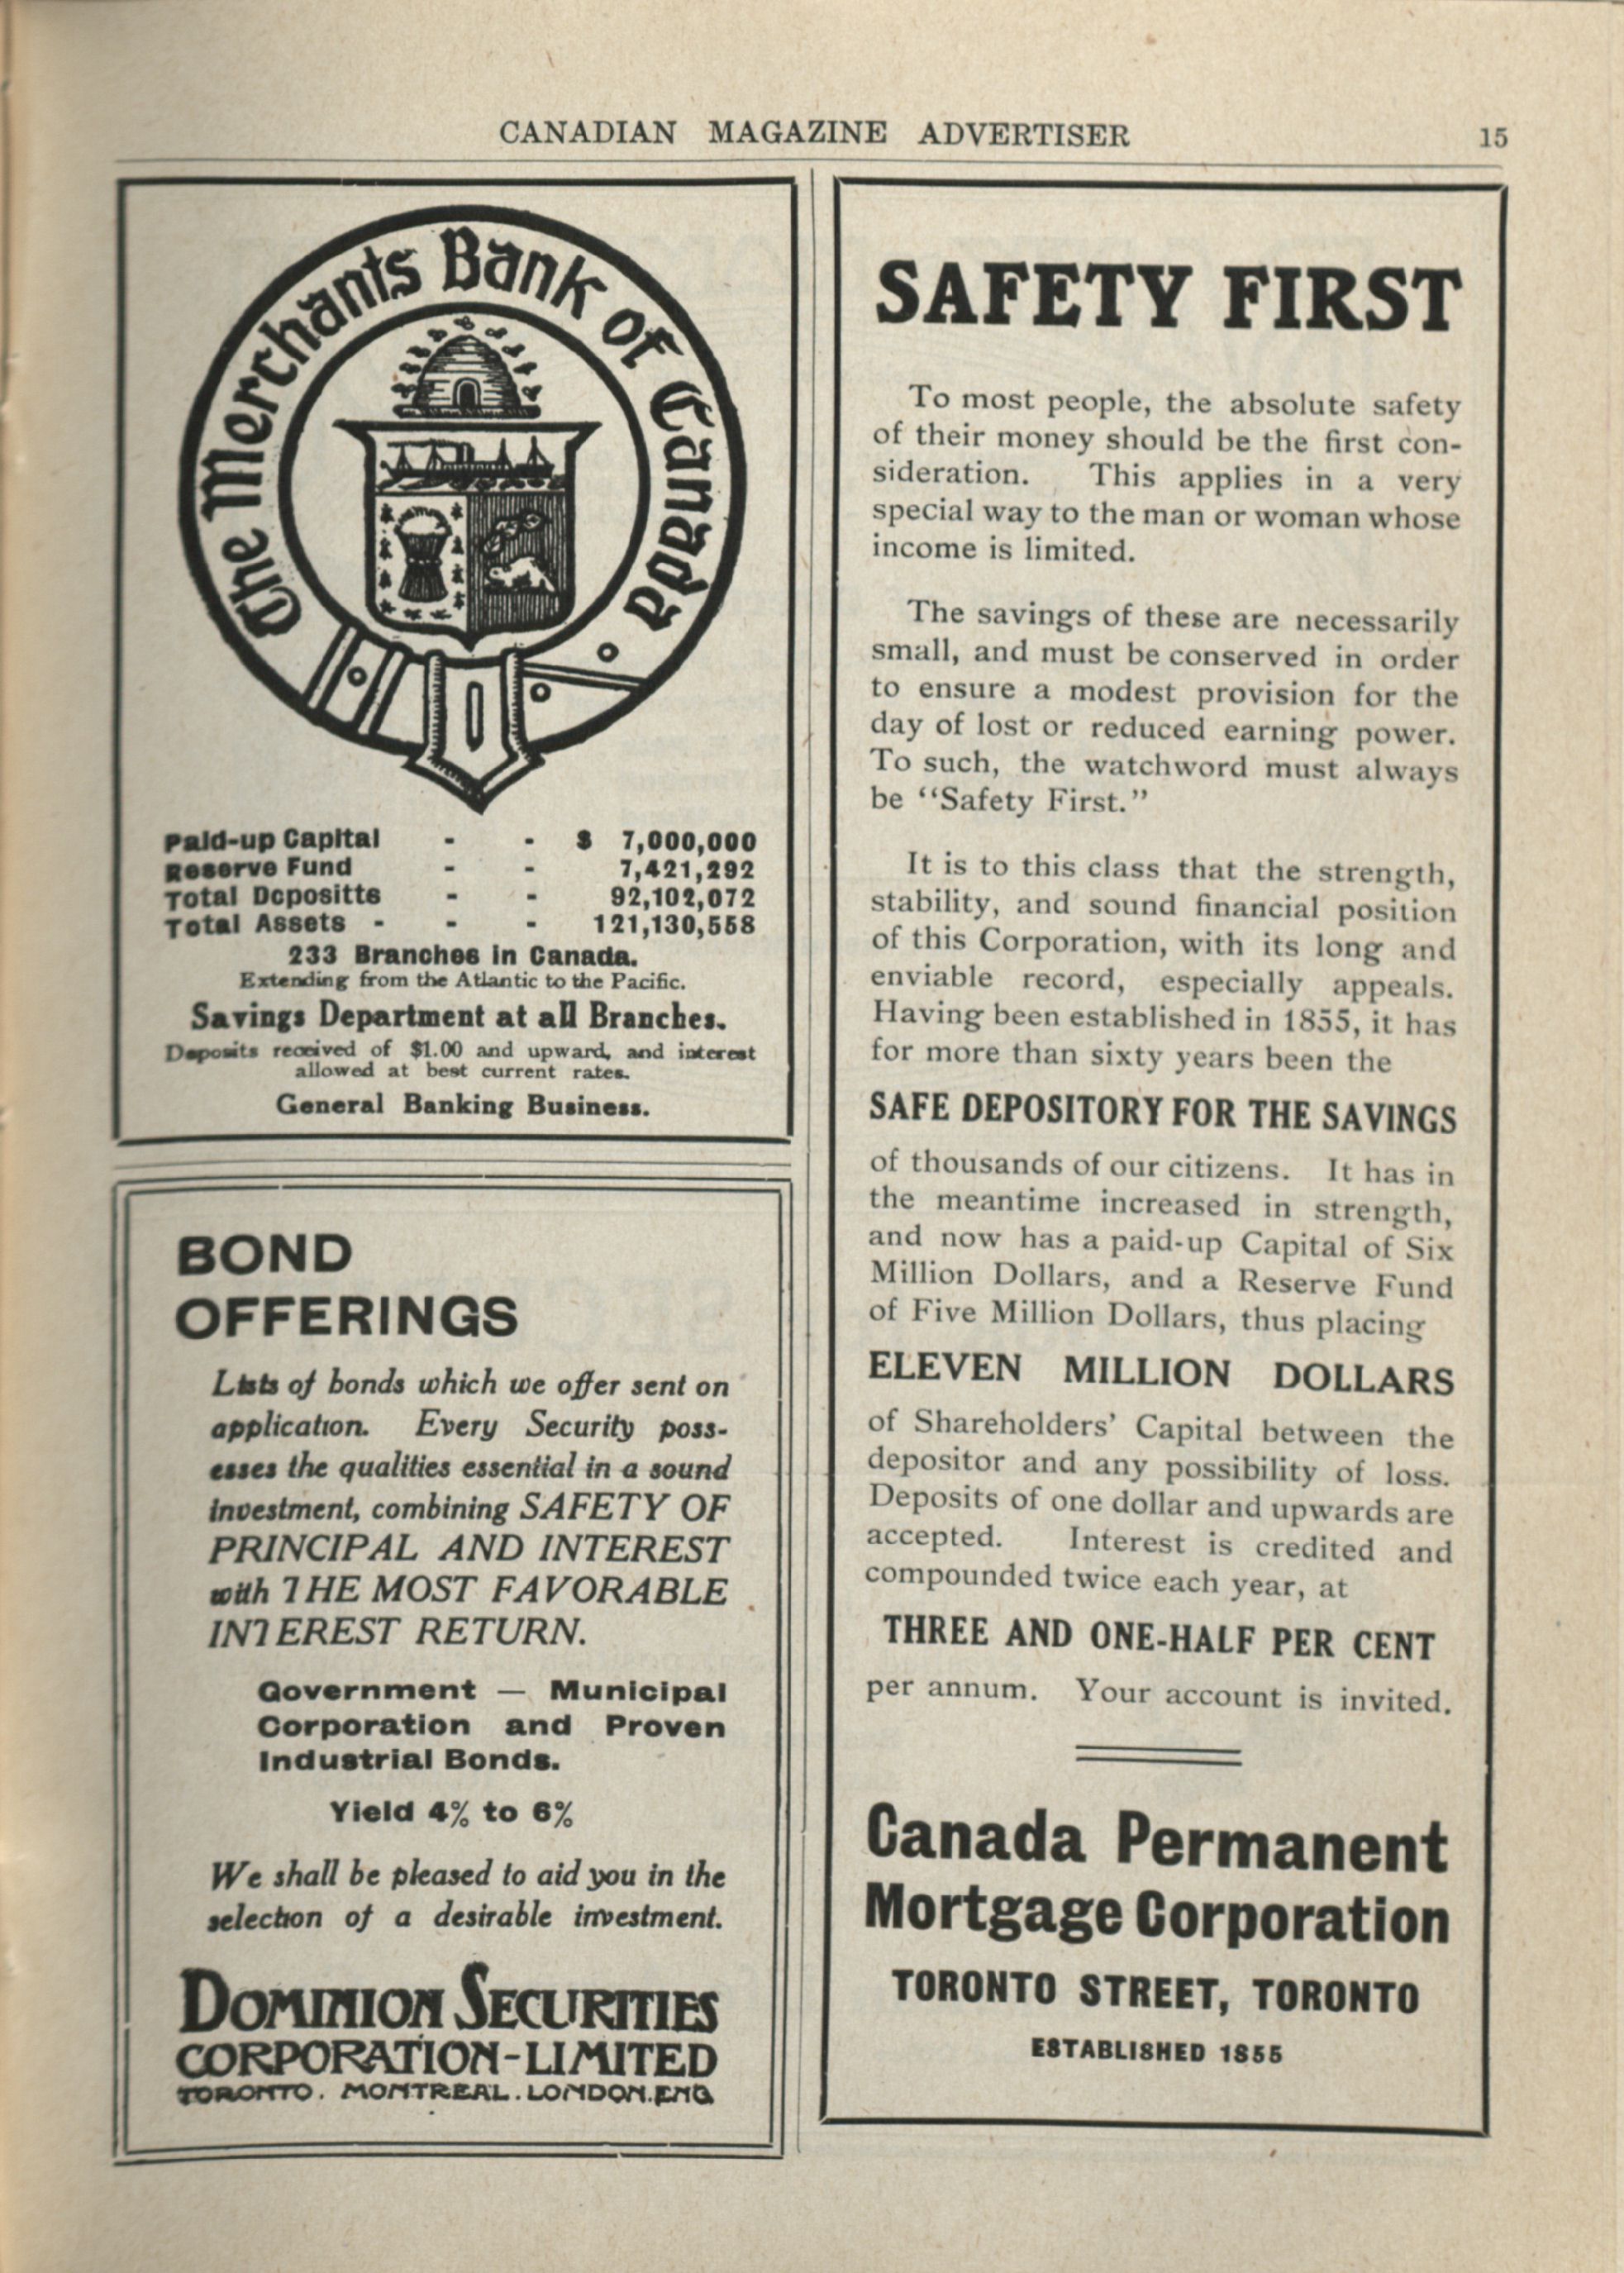 CANADIAN MAGAZINE ADVERTISER
15
The Merchants Bank of Canada
Paid-up Capital - - $ 7,000,000
Reserve Fund - - 7,421,292
Total Depositts - - 92,102,072
Total Assets - - - 121,130,558
233 Branches in Canada.
Extending from the Atlantic to the Pacific.
Savings Department at all Branches.
Deposits received of $1.00 and upward, and interest
allowed at best current rates.
General Banking Business.
BOND
OFFERINGS
Lists of bonds which we offer sent on
application. Every Security poss-
esses the qualities essential in a sound
investment, combining SAFETY OF
PRINCIPAL AND INTEREST
with THE MOST FAVORABLE
INTEREST RETURN.
Government — Municipal
Corporation and Proven
Industrial Bonds.
Yield 4% to 6%
We shall be pleased to aid you in the
selection of a desirable investment.
DOMINION SECURITIES
CORPORATION-LIMITED
TORONTO. MONTREAL. LONDON. ENG
SAFETY FIRST
To most people, the absolute safety
of their money should be the first con-
sideration. This applies in a very
special way to the man or woman whose
income is limited.
The savings of these are necessarily
small, and must be conserved in order
to ensure a modest provision for the
day of lost or reduced earning power.
To such, the watchword must always
be "Safety First."
It is to this class that the strength,
stability, and sound financial position
of this Corporation, with its long and
enviable record, especially appeals.
Having been established in 1855, it has
for more than sixty years been the
SAFE DEPOSITORY FOR THE SAVINGS
of thousands of our citizens. It has in
the meantime increased in strength,
and now has a paid-up Capital of Six
Million Dollars, and a Reserve Fund
of Five Million Dollars, thus placing
ELEVEN MILLION DOLLARS
of Shareholders' Capital between the
depositor and any possibility of loss.
Deposits of one dollar and upwards are
accepted. Interest is credited and
compounded twice each year, at
THREE AND ONE-HALF PER CENT
per annum. Your account is invited.
Canada Permanent
Mortgage Corporation
TORONTO STREET, TORONTO
ESTABLISHED 1855